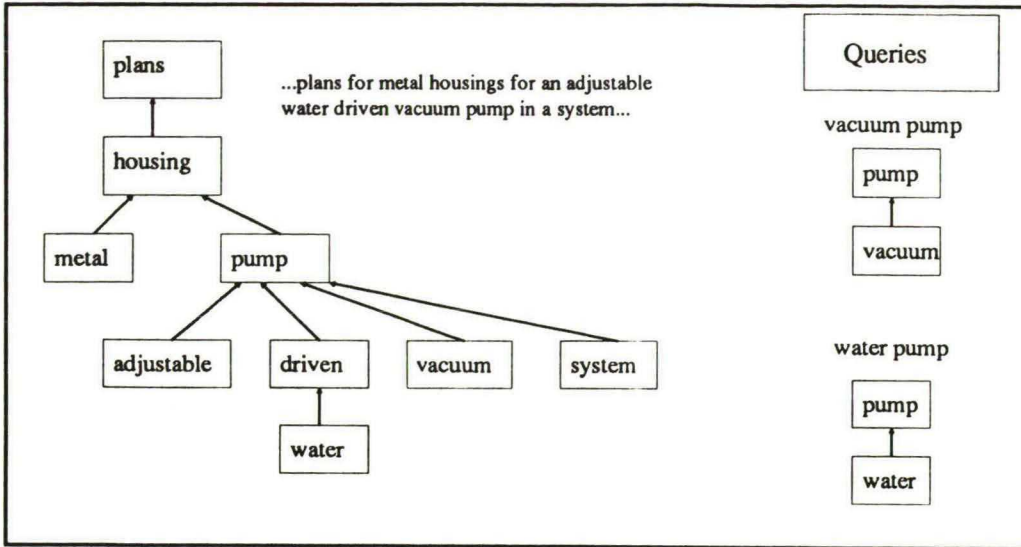 plans
...plans for metal housings for an adjustable
water driven vacuum pump in a system...
housing
metal
pump
adjustable
driven
vacuum
system
water
Queries
vacuum pump
pump
vacuum
water pump
pump
water